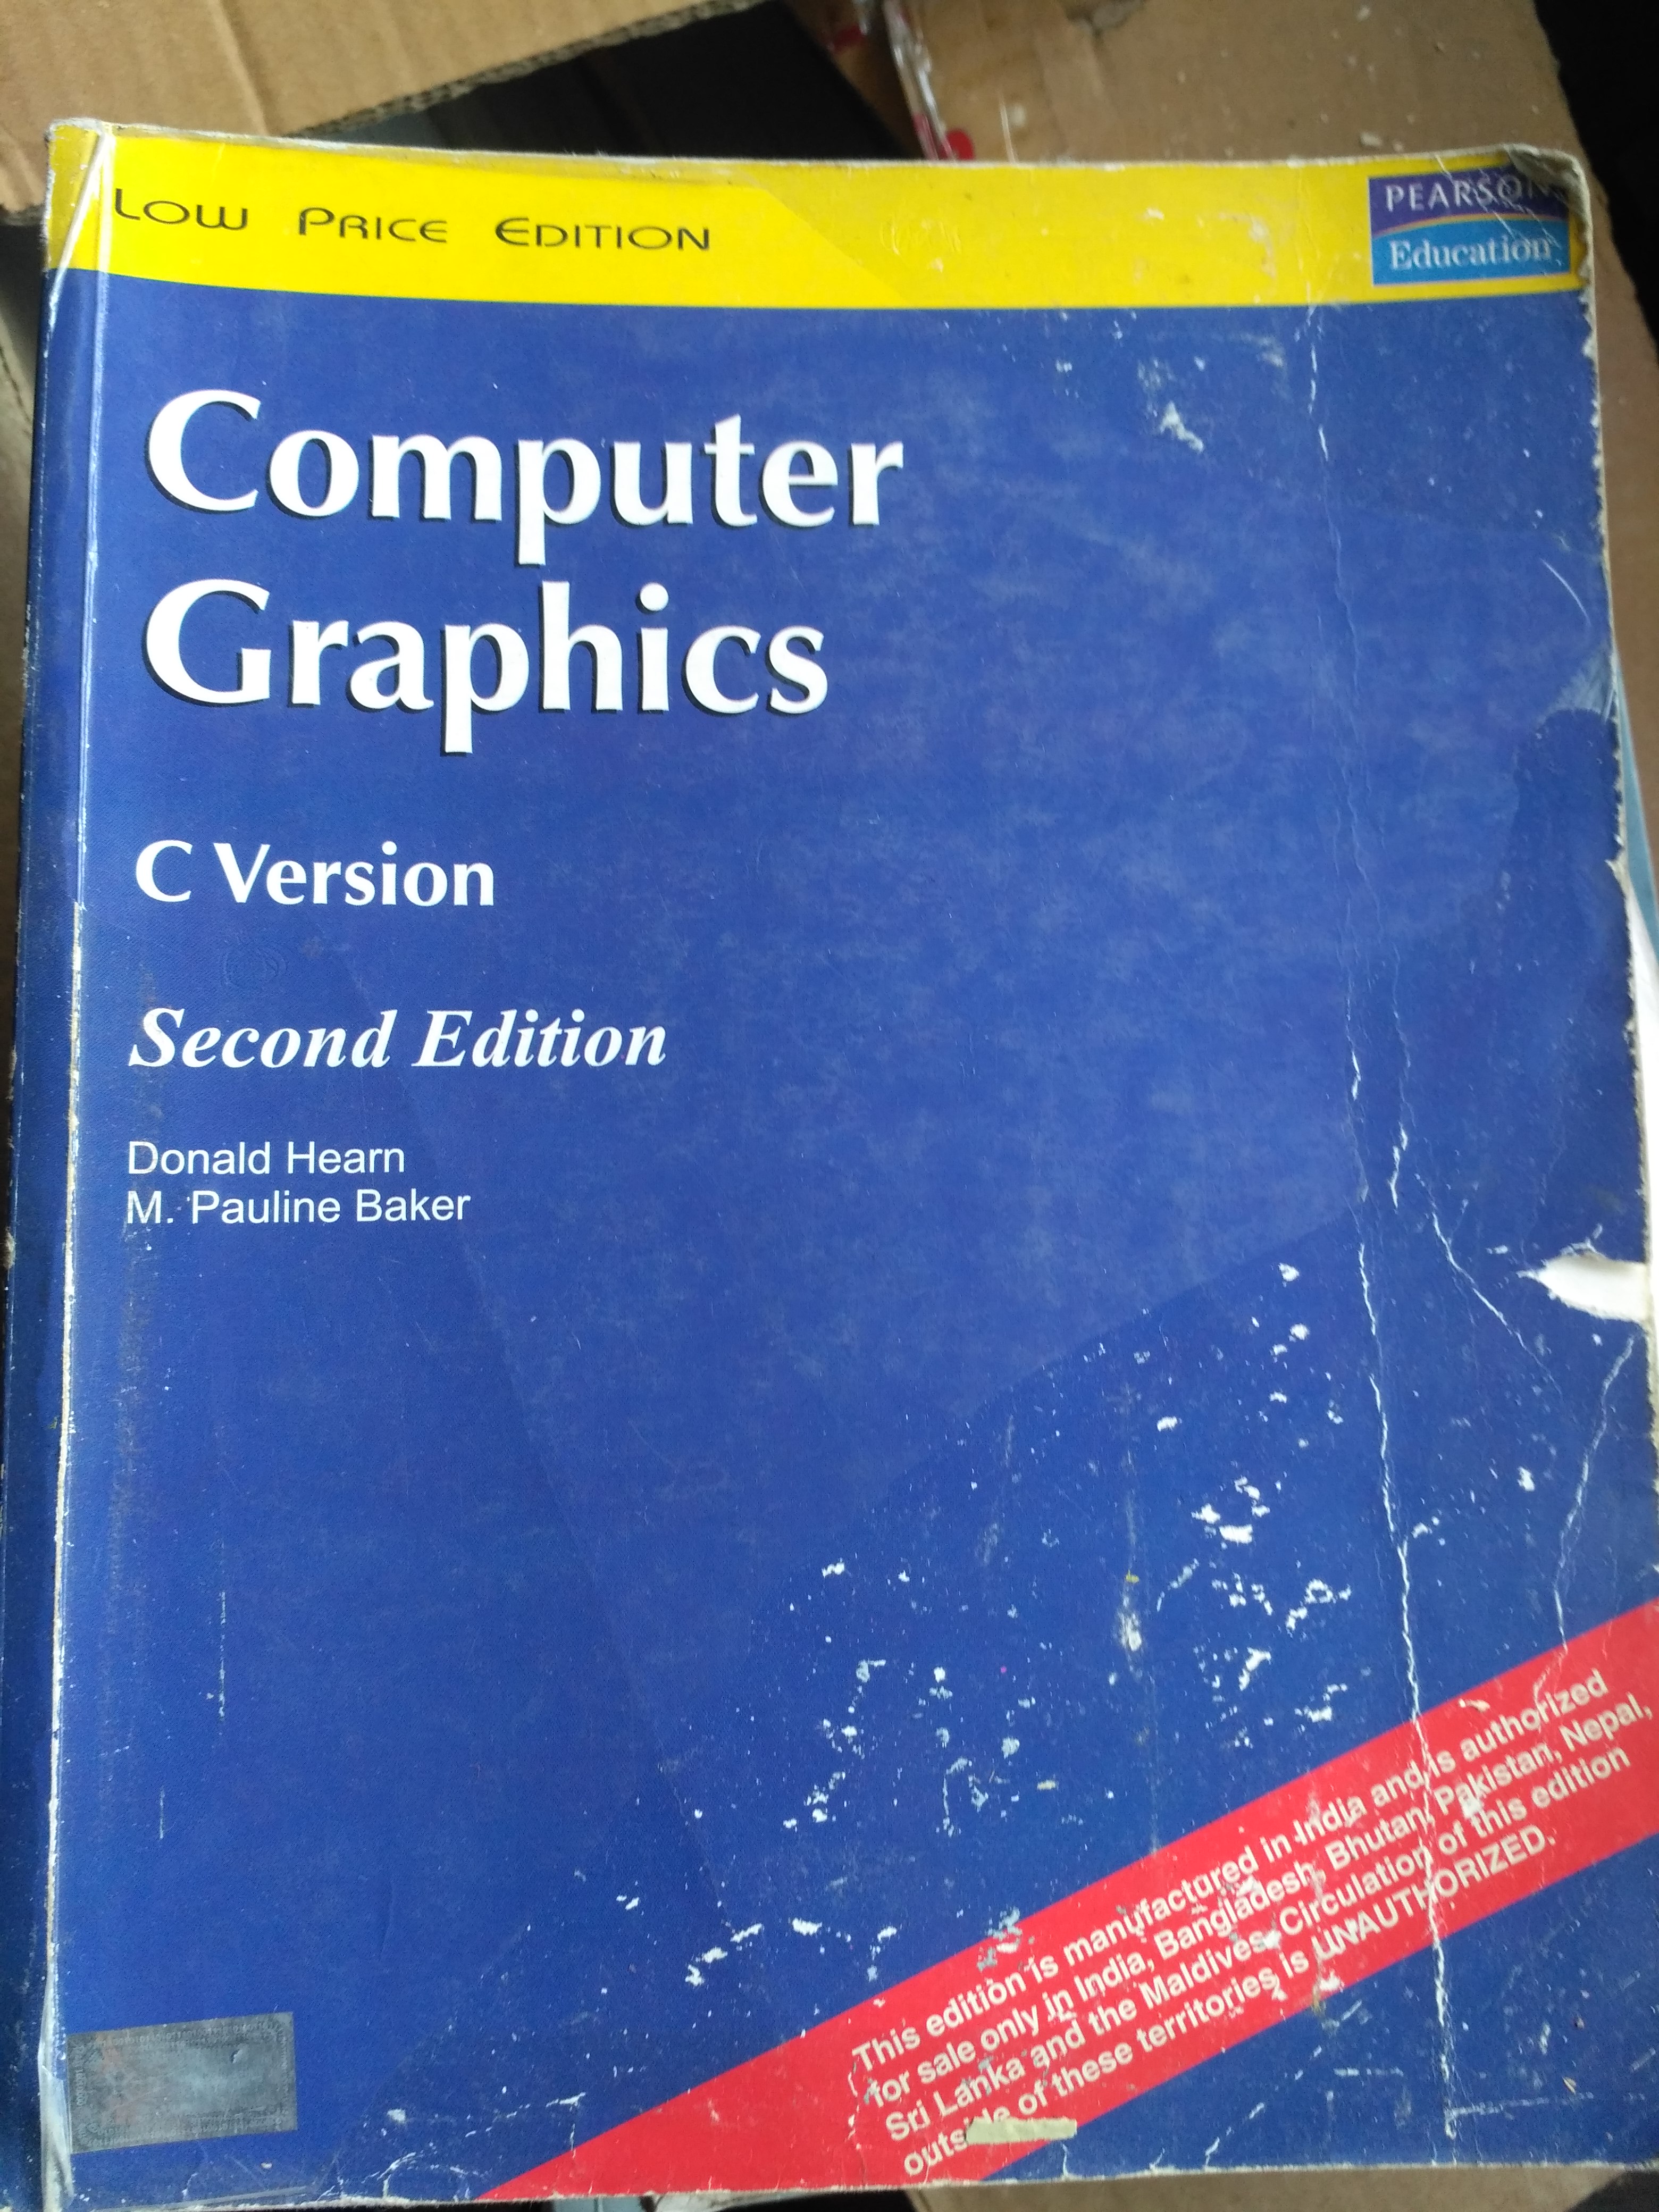 LOW PRICE EDITION
PEARSON
Education
Computer
Graphics
C Version
Second Edition
Donald Hearn
M. Pauline Baker
This edition is manufactured in India and is authorized
for sale only in India, Bangladesh, Bhutan, Pakistan, Nepal,
Sri Lanka and the Maldives. Circulation of this edition
outside of these territories is UNAUTHORIZED.